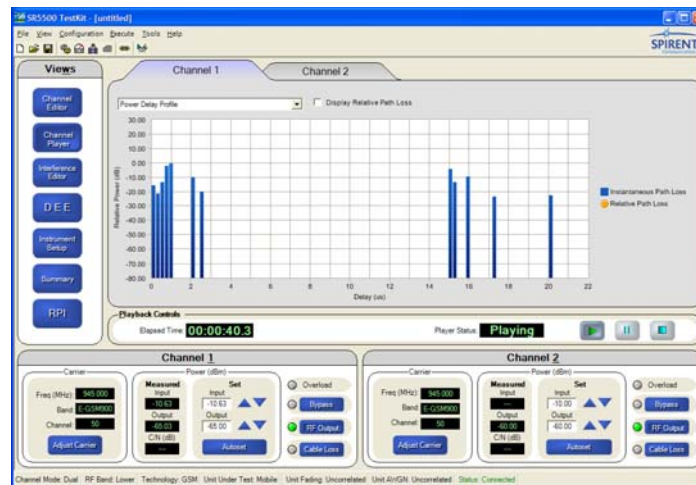 SR5500 TestKit - [untitled]
File View Configuration Execute Tools Help
SPIRENT
Views
Channel Editor
Channel Player
Interference Editor
DEE
Instrument Setup
Summary
RPI
Channel 1
Channel 2
Power Delay Profile
Display Relative Path Loss
Relative Power (dB)
30.00
20.00
10.00
0.00
-10.00
-20.00
-30.00
-40.00
-50.00
-60.00
-70.00
-80.00
0 2 4 6 8 10 12 14 16 18 20 22
Delay (us)
Instantaneous Path Loss
Relative Path Loss
Playback Controls
Elapsed Time: 00:00:40.3
Player Status: Playing
Channel 1
Carrier
Freq (MHz): 945.000
Band: E-GSM900
Channel: 50
Adjust Carrier
Power (dBm)
Measured
Input
-10.63
Output
-65.03
C/N (dB)
---
Set
Input
-10.63
Output
-65.00
Autoset
Overload
Bypass
RF Output
Cable Loss
Channel 2
Carrier
Freq (MHz): 945.000
Band: E-GSM900
Channel: 50
Adjust Carrier
Power (dBm)
Measured
Input
---
Output
-60.00
C/N (dB)
---
Set
Input
-10.00
Output
-60.00
Autoset
Overload
Bypass
RF Output
Cable Loss
Channel Mode: Dual RF Band: Lower Technology: GSM Unit Under Test: Mobile Unit Fading: Uncorrelated Unit AWGN: Uncorrelated Status: Connected